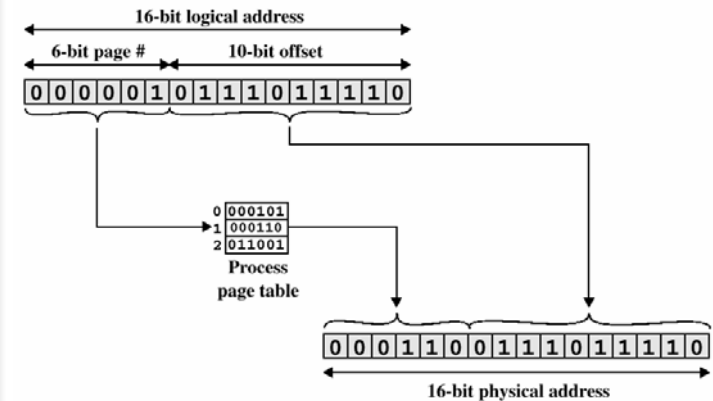 16-bit logical address
6-bit page # 10-bit offset
0 0 0 0 0 1 0 1 1 1 0 1 1 1 1 0
0 000101
1 000110
2 011001
Process
page table
0 0 0 1 1 0 0 1 1 1 0 1 1 1 1 0
16-bit physical address